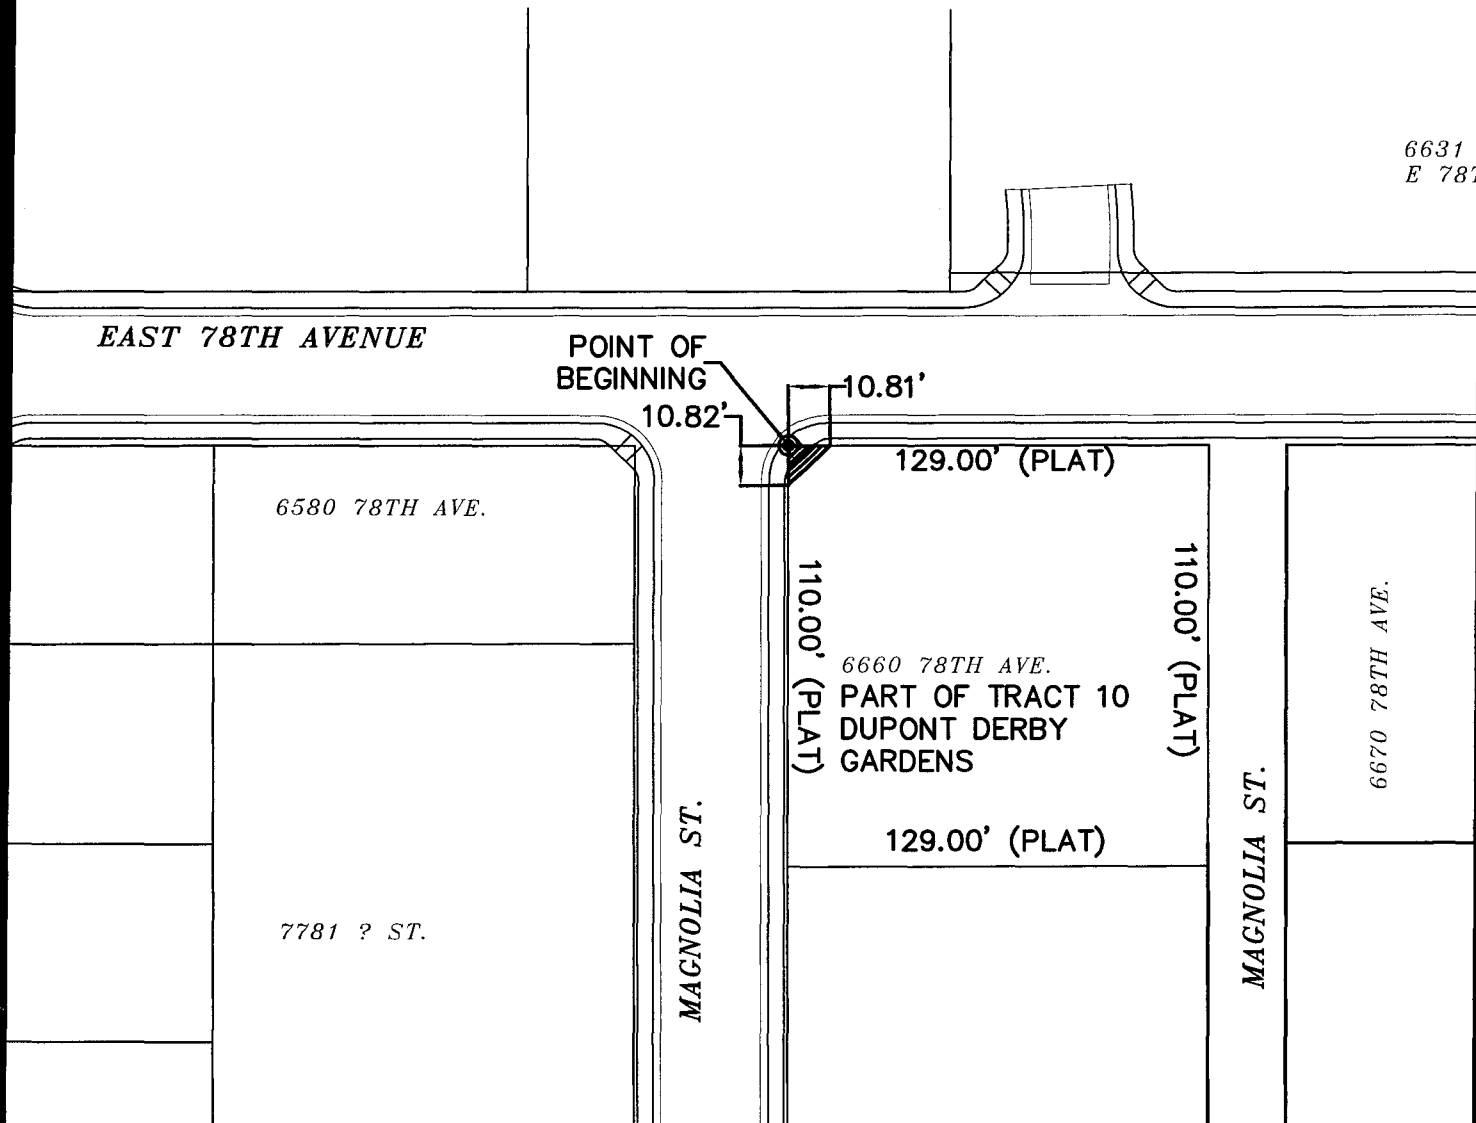 6631
E 78T
EAST 78TH AVENUE
POINT OF
BEGINNING
10.81'
10.82'
129.00' (PLAT)
6580 78TH AVE.
110.00' (PLAT)
110.00' (PLAT)
6660 78TH AVE.
PART OF TRACT 10
DUPONT DERBY
GARDENS
6670 78TH AVE.
129.00' (PLAT)
MAGNOLIA ST.
MAGNOLIA ST.
7781 ? ST.